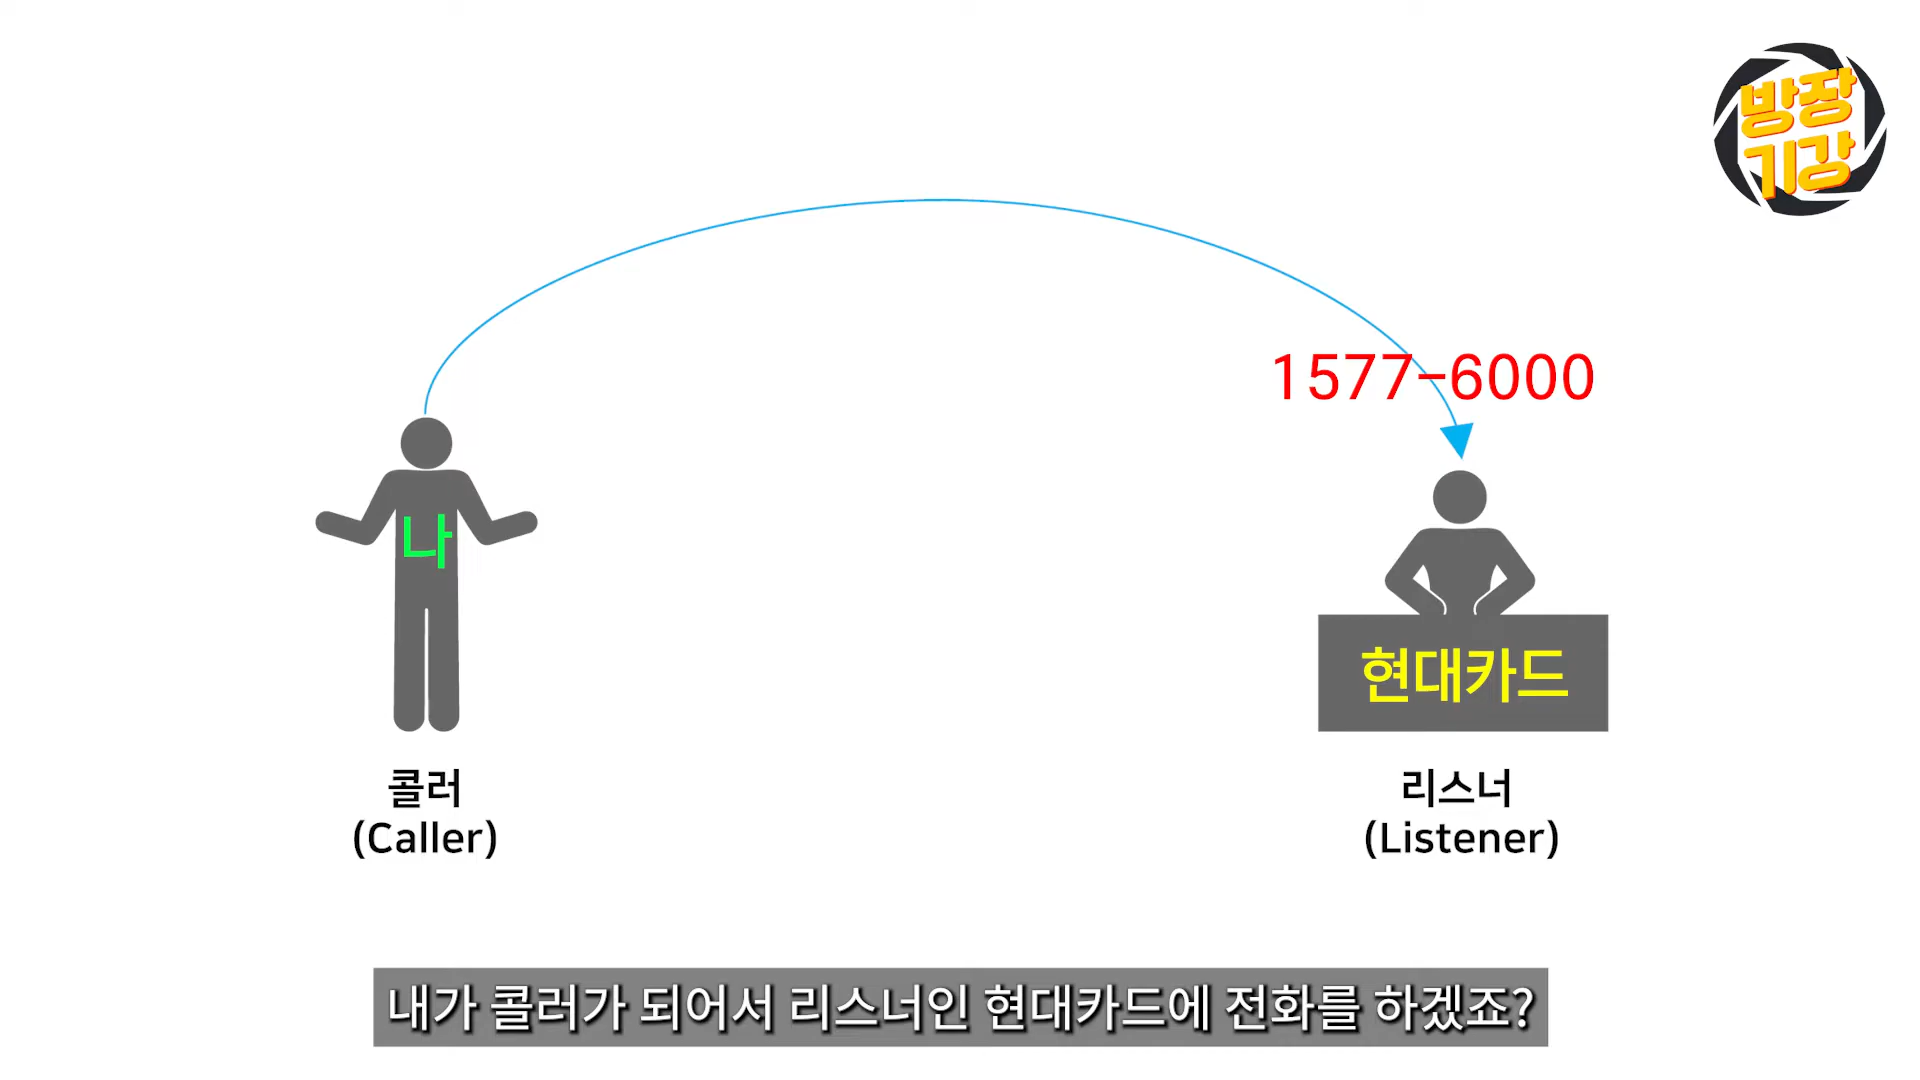 방장
기강
1577-6000
나
현대카드
콜러
(Caller)
리스너
(Listener)
내가 콜러가 되어서 리스너인 현대카드에 전화를 하겠죠?